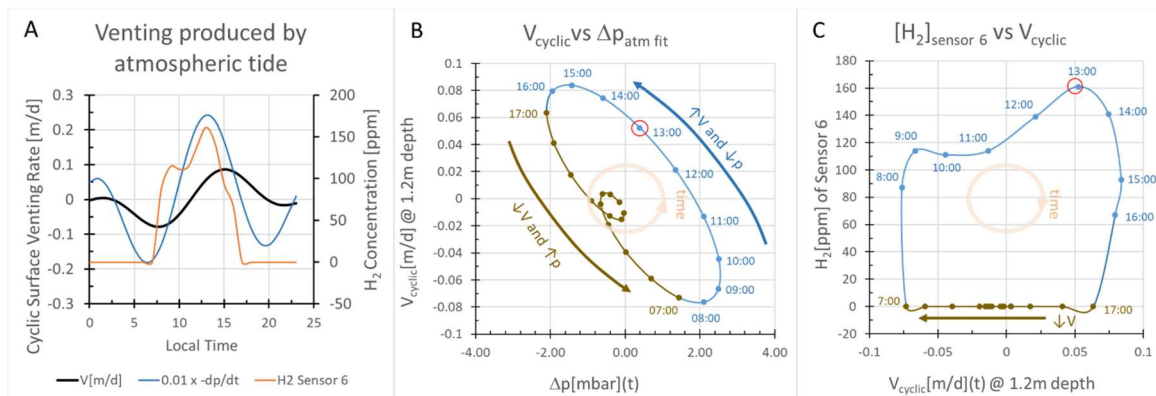 A
Venting produced by
atmospheric tide
Cyclic Surface Venting Rate [m/d]
0.3
0.2
0.1
0
-0.1
-0.2
-0.3
200
150
100
50
0
-50
H2 Concentration [ppm]
0 5 10 15 20 25
Local Time
V[m/d] 0.01 x -dp/dt H2 Sensor 6
B
Vcyclic vs Δpatm fit
Vcyclic[m/d] @ 1.2m depth
0.1
0.08
0.06
0.04
0.02
0
-0.02
-0.04
-0.06
-0.08
-0.1
15:00
16:00
14:00
17:00
13:00
12:00
11:00
10:00
09:00
08:00
07:00
↑V and ↓p
↓V and ↑p
time
-4.00 -2.00 0.00 2.00 4.00
Δp[mbar](t)
C
[H2]sensor 6 vs Vcyclic
H2[ppm] of Sensor 6
180
160
140
120
100
80
60
40
20
0
-20
13:00
12:00
14:00
9:00
11:00
10:00
8:00
15:00
16:00
time
7:00
17:00
↓V
-0.1 -0.05 0 0.05 0.1
Vcyclic[m/d](t) @ 1.2m depth